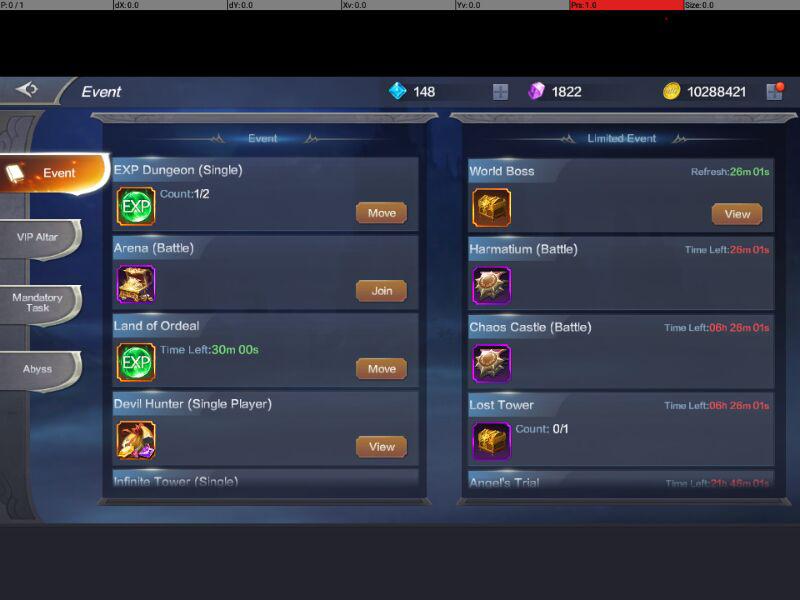 P: 0 / 1 dX: 0.0 dY: 0.0 Xv: 0.0 Yv: 0.0 Prs: 1.0 Size: 0.0
Event 148 1822 10288421
Event
VIP Altar
Mandatory
Task
Abyss
Event
EXP Dungeon (Single)
EXP
Count:1/2
Move
Arena (Battle)
Join
Land of Ordeal
EXP
Time Left:30m 00s
Move
Devil Hunter (Single Player)
View
Infinite Tower (Single)
Limited Event
World Boss Refresh:26m 01s
View
Harmatium (Battle) Time Left:26m 01s
Chaos Castle (Battle) Time Left:06h 26m 01s
Lost Tower Time Left:06h 26m 01s
Count: 0/1
Angel's Trial Time Left:21h 46m 01s